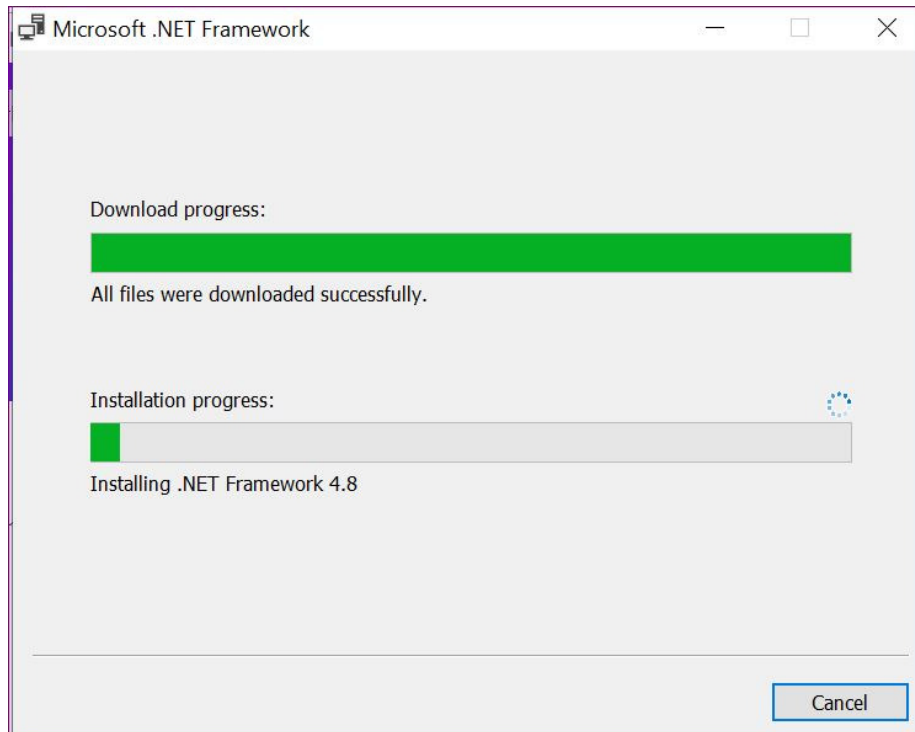 Microsoft .NET Framework
Download progress:
All files were downloaded successfully.
Installation progress:
Installing .NET Framework 4.8
Cancel